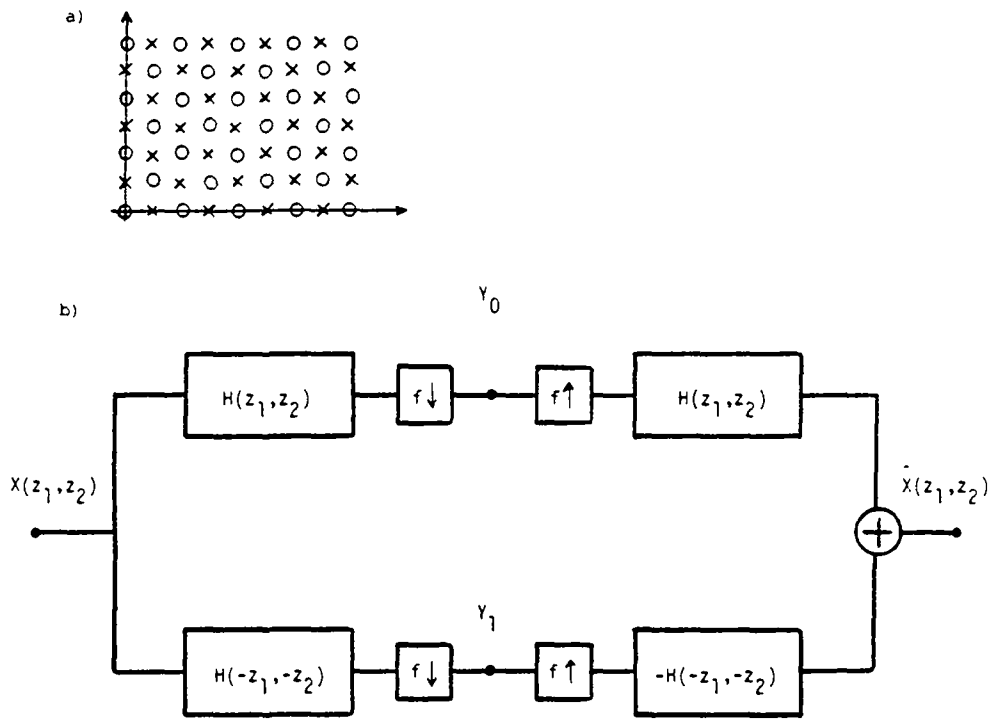 a)
b)
Y₀
H(z₁,z₂) f↓ f↑ H(z₁,z₂)
X(z₁,z₂) Ẋ(z₁,z₂)
+
Y₁
H(-z₁,-z₂) f↓ f↑ -H(-z₁,-z₂)